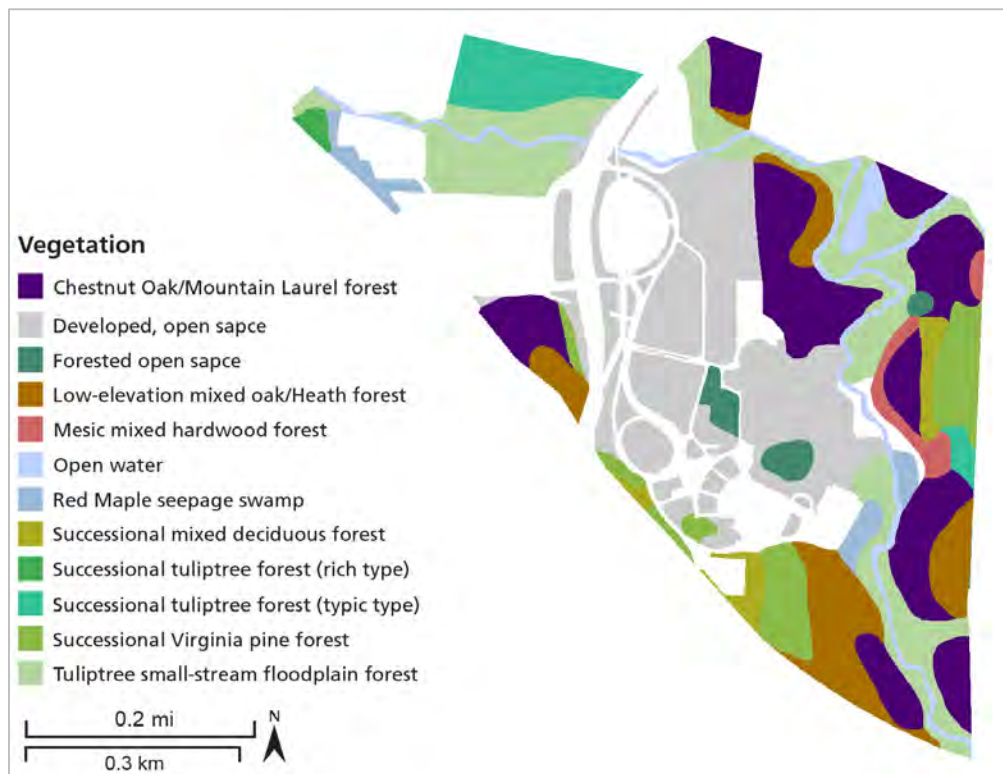 Vegetation
Chestnut Oak/Mountain Laurel forest
Developed, open sapce
Forested open sapce
Low-elevation mixed oak/Heath forest
Mesic mixed hardwood forest
Open water
Red Maple seepage swamp
Successional mixed deciduous forest
Successional tuliptree forest (rich type)
Successional tuliptree forest (typic type)
Successional Virginia pine forest
Tuliptree small-stream floodplain forest
0.2 mi
N
0.3 km